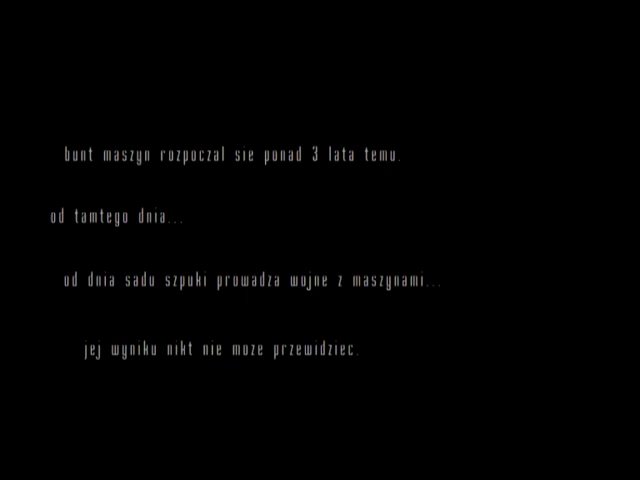 bunt maszyn rozpoczal sie ponad 3 lata temu.
od tamtego dnia...
od dnia sadu szpuki prowadza wojne z maszynami...
jej wyniku nikt nie moze przewidziec.